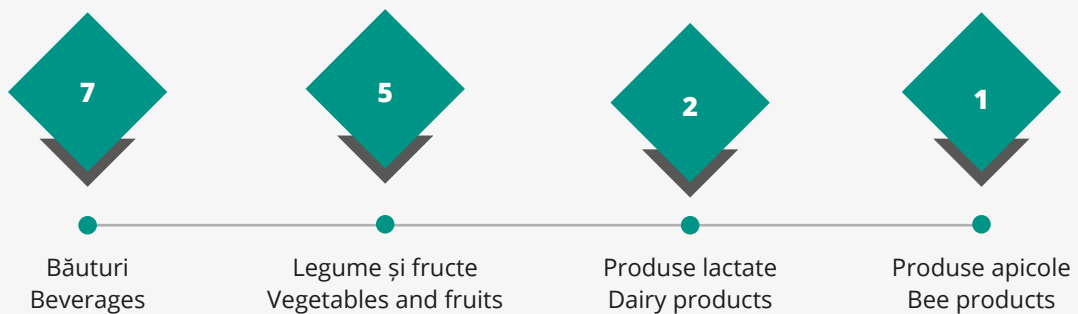 7
5
2
1
Băuturi
Beverages
Legume și fructe
Vegetables and fruits
Produse lactate
Dairy products
Produse apicole
Bee products